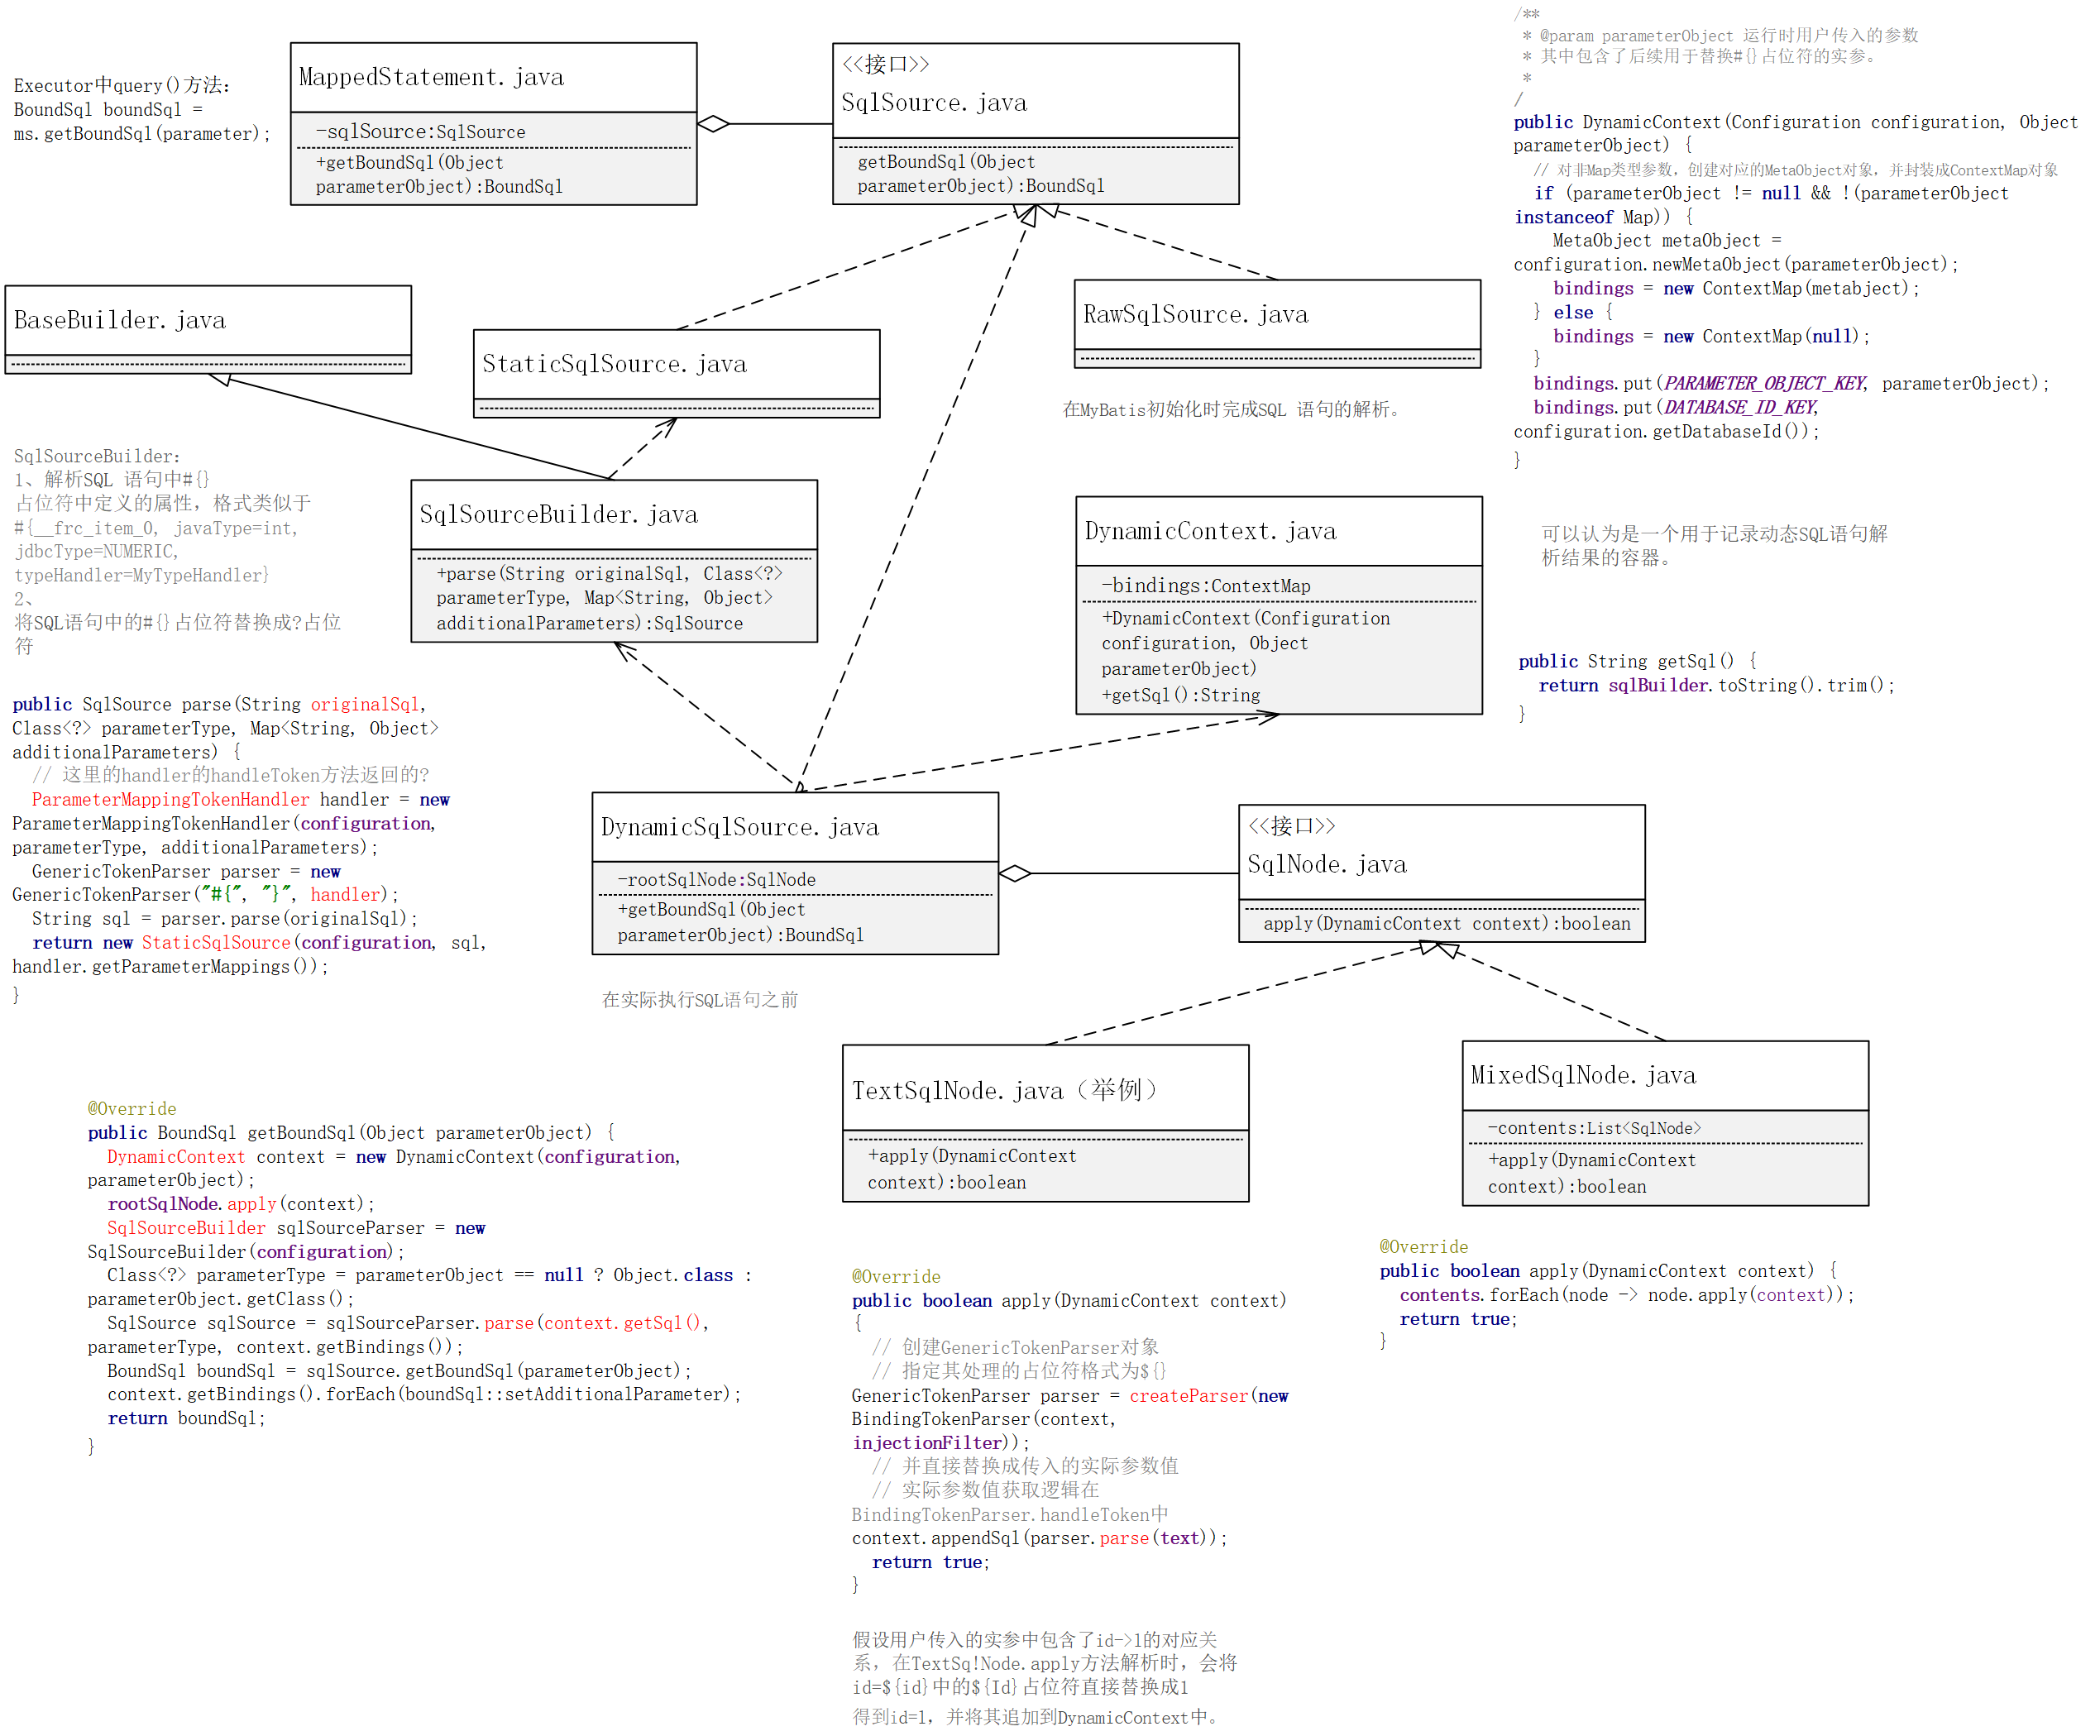 Executor中query()方法：
BoundSql boundSql =
ms.getBoundSql(parameter);
MappedStatement.java
-sqlSource:SqlSource
+getBoundSql(Object
parameterObject):BoundSql
<<接口>>
SqlSource.java
getBoundSql(Object
parameterObject):BoundSql
/**
* @param parameterObject 运行时用户传入的参数
* 其中包含了后续用于替换#{}占位符的实参。
*
/
public DynamicContext(Configuration configuration, Object
parameterObject) {
// 对非Map类型参数，创建对应的MetaObject对象，并封装成ContextMap对象
if (parameterObject != null && !(parameterObject
instanceof Map)) {
MetaObject metaObject =
configuration.newMetaObject(parameterObject);
bindings = new ContextMap(metabject);
} else {
bindings = new ContextMap(null);
}
bindings.put(PARAMETER_OBJECT_KEY, parameterObject);
bindings.put(DATABASE_ID_KEY,
configuration.getDatabaseId());
}
BaseBuilder.java
StaticSqlSource.java
RawSqlSource.java
在MyBatis初始化时完成SQL 语句的解析。
SqlSourceBuilder：
1、解析SQL 语句中#{}
占位符中定义的属性，格式类似于
#{__frc_item_0, javaType=int,
jdbcType=NUMERIC,
typeHandler=MyTypeHandler}
2、
将SQL语句中的#{}占位符替换成?占位
符
SqlSourceBuilder.java
+parse(String originalSql, Class<?>
parameterType, Map<String, Object>
additionalParameters):SqlSource
DynamicContext.java
-bindings:ContextMap
+DynamicContext(Configuration
configuration, Object
parameterObject)
+getSql():String
可以认为是一个用于记录动态SQL语句解
析结果的容器。
public String getSql() {
return sqlBuilder.toString().trim();
}
public SqlSource parse(String originalSql,
Class<?> parameterType, Map<String, Object>
additionalParameters) {
// 这里的handler的handleToken方法返回的?
ParameterMappingTokenHandler handler = new
ParameterMappingTokenHandler(configuration,
parameterType, additionalParameters);
GenericTokenParser parser = new
GenericTokenParser("#{", "}", handler);
String sql = parser.parse(originalSql);
return new StaticSqlSource(configuration, sql,
handler.getParameterMappings());
}
DynamicSqlSource.java
-rootSqlNode:SqlNode
+getBoundSql(Object
parameterObject):BoundSql
在实际执行SQL语句之前
<<接口>>
SqlNode.java
apply(DynamicContext context):boolean
TextSqlNode.java（举例）
+apply(DynamicContext
context):boolean
MixedSqlNode.java
-contents:List<SqlNode>
+apply(DynamicContext
context):boolean
@Override
public BoundSql getBoundSql(Object parameterObject) {
DynamicContext context = new DynamicContext(configuration,
parameterObject);
rootSqlNode.apply(context);
SqlSourceBuilder sqlSourceParser = new
SqlSourceBuilder(configuration);
Class<?> parameterType = parameterObject == null ? Object.class :
parameterObject.getClass();
SqlSource sqlSource = sqlSourceParser.parse(context.getSql(),
parameterType, context.getBindings());
BoundSql boundSql = sqlSource.getBoundSql(parameterObject);
context.getBindings().forEach(boundSql::setAdditionalParameter);
return boundSql;
}
@Override
public boolean apply(DynamicContext context)
{
// 创建GenericTokenParser对象
// 指定其处理的占位符格式为${}
GenericTokenParser parser = createParser(new
BindingTokenParser(context,
injectionFilter));
// 并直接替换成传入的实际参数值
// 实际参数值获取逻辑在
BindingTokenParser.handleToken中
context.appendSql(parser.parse(text));
return true;
}
假设用户传入的实参中包含了id->1的对应关
系，在TextSq!Node.apply方法解析时，会将
id=${id}中的${Id}占位符直接替换成1
得到id=1，并将其追加到DynamicContext中。
@Override
public boolean apply(DynamicContext context) {
contents.forEach(node -> node.apply(context));
return true;
}